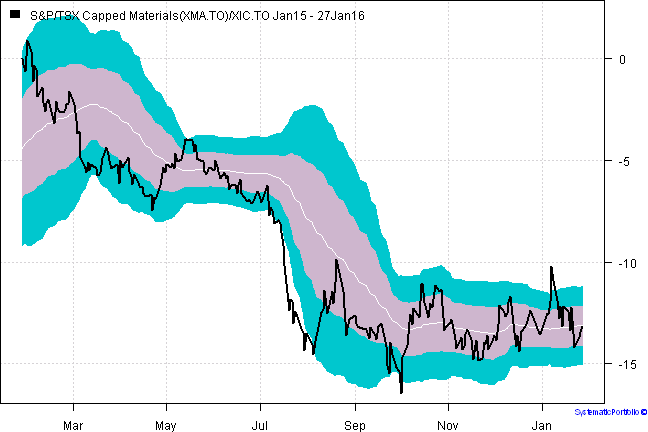 S&P/TSX Capped Materials(XMA.TO)/XIC.TO Jan15 - 27Jan16
0
-5
-10
-15
SystematicPortfolio ©
Mar May Jul Sep Nov Jan